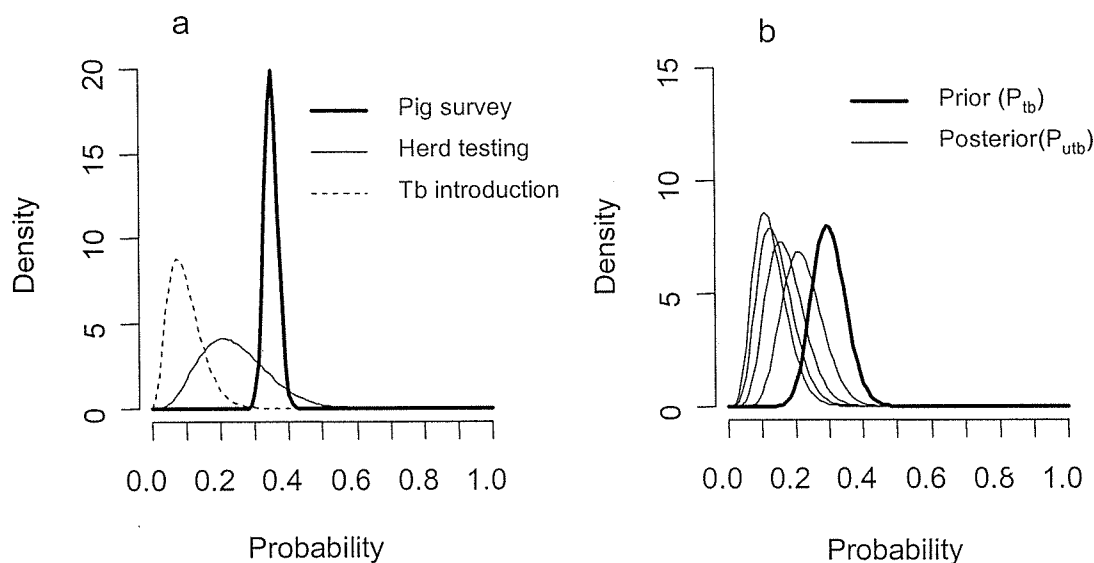 a
20
15
10
5
0
Density
Pig survey
Herd testing
Tb introduction
0.0 0.2 0.4 0.6 0.8 1.0
Probability
b
15
10
5
0
Density
Prior (Ptb)
Posterior(Putb)
0.0 0.2 0.4 0.6 0.8 1.0
Probability